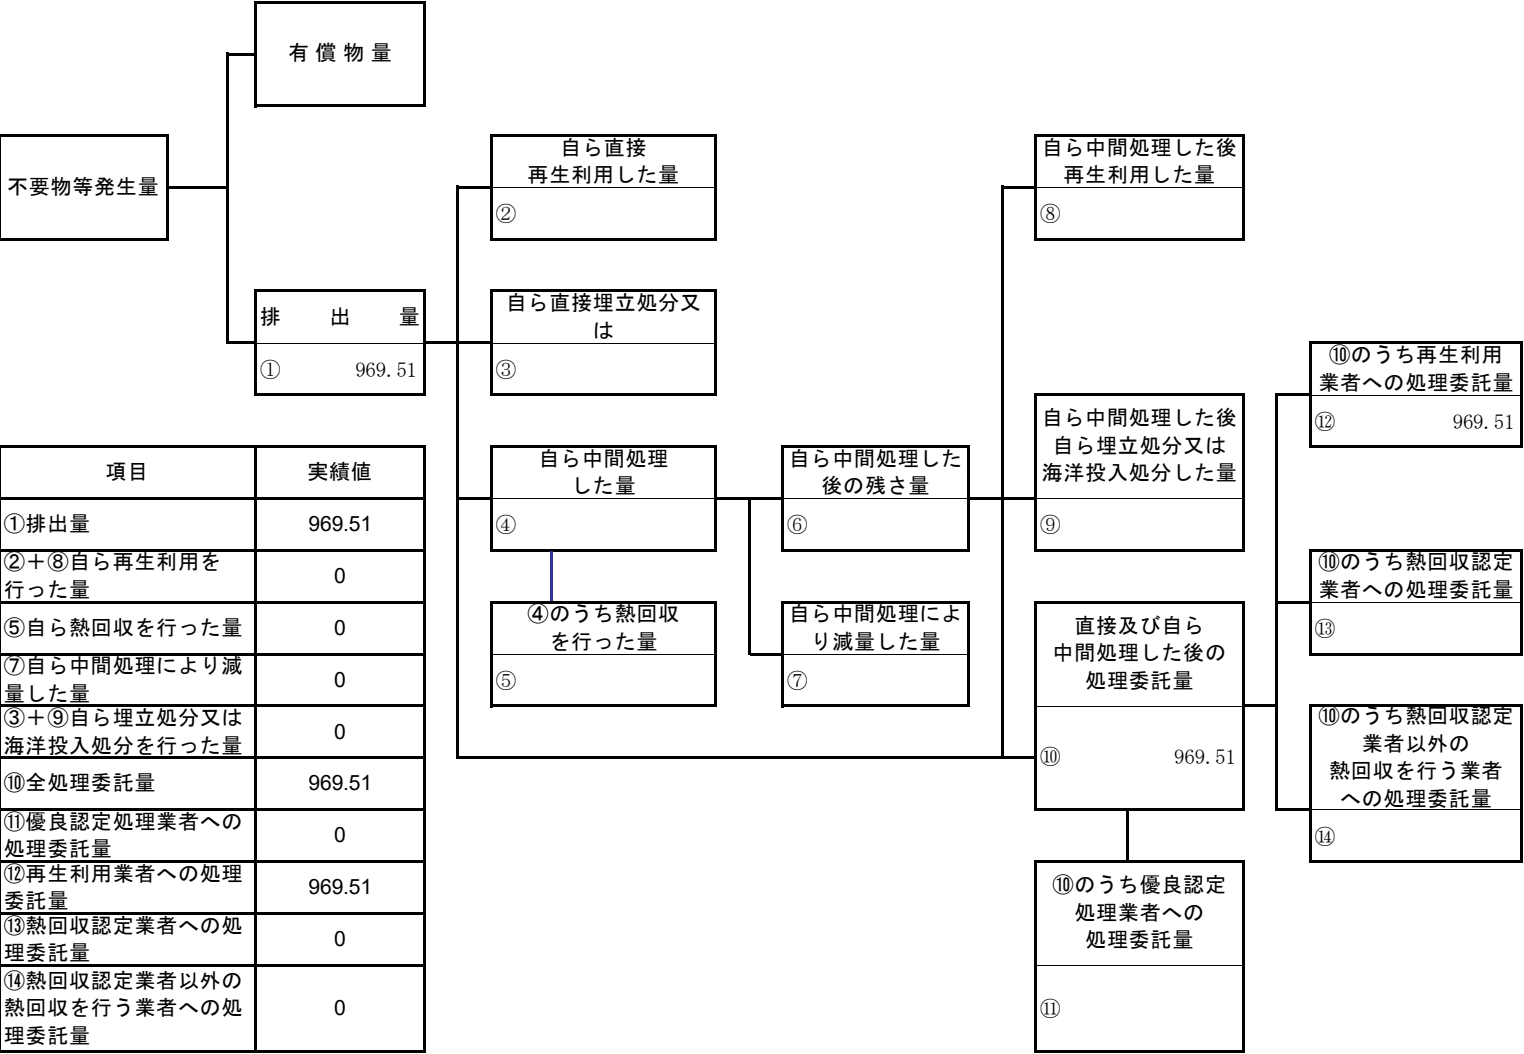 有償物量
不要物等発生量
自ら直接
再生利用した量
②
自ら中間処理した後
再生利用した量
⑧
排出量
① 969.51
自ら直接埋立処分又
は
③
⑩のうち再生利用
業者への処理委託量
⑫ 969.51
自ら中間処理した後
自ら埋立処分又は
海洋投入処分した量
⑨
自ら中間処理
した量
④
自ら中間処理した
後の残さ量
⑥
④のうち熱回収
を行った量
⑤
自ら中間処理によ
り減量した量
⑦
直接及び自ら
中間処理した後の
処理委託量
⑩ 969.51
⑩のうち熱回収認定
業者への処理委託量
⑬
⑩のうち熱回収認定
業者以外の
熱回収を行う業者
への処理委託量
⑭
⑩のうち優良認定
処理業者への
処理委託量
⑪
項目 実績値
①排出量 969.51
②＋⑧自ら再生利用を
行った量 0
⑤自ら熱回収を行った量 0
⑦自ら中間処理により減
量した量 0
③＋⑨自ら埋立処分又は
海洋投入処分を行った量 0
⑩全処理委託量 969.51
⑪優良認定処理業者への
処理委託量 0
⑫再生利用業者への処理
委託量 969.51
⑬熱回収認定業者への処
理委託量 0
⑭熱回収認定業者以外の
熱回収を行う業者への処
理委託量 0